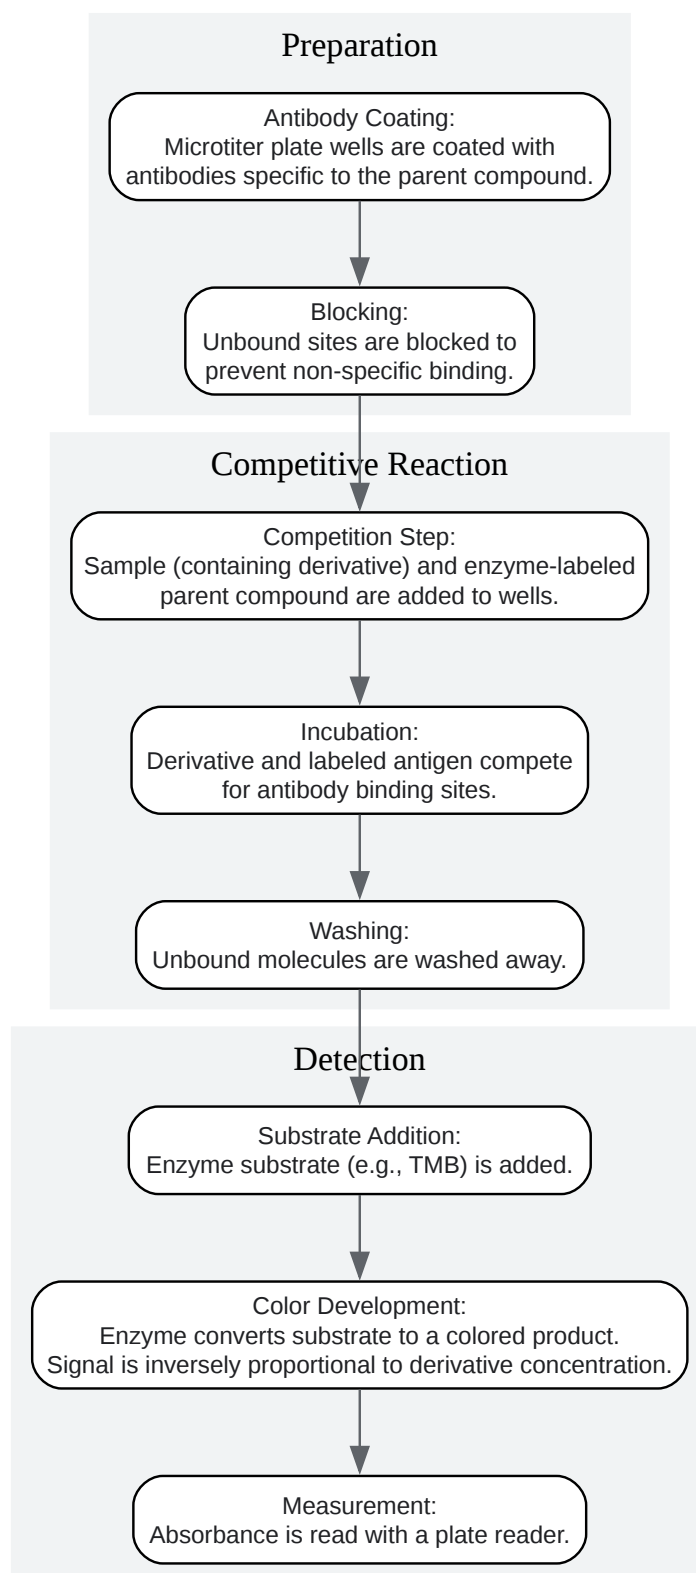 Preparation
Antibody Coating:
Microtiter plate wells are coated with
antibodies specific to the parent compound.
Blocking:
Unbound sites are blocked to
prevent non-specific binding.
Competitive Reaction
Competition Step:
Sample (containing derivative) and enzyme-labeled
parent compound are added to wells.
Incubation:
Derivative and labeled antigen compete
for antibody binding sites.
Washing:
Unbound molecules are washed away.
Detection
Substrate Addition:
Enzyme substrate (e.g., TMB) is added.
Color Development:
Enzyme converts substrate to a colored product.
Signal is inversely proportional to derivative concentration.
Measurement:
Absorbance is read with a plate reader.